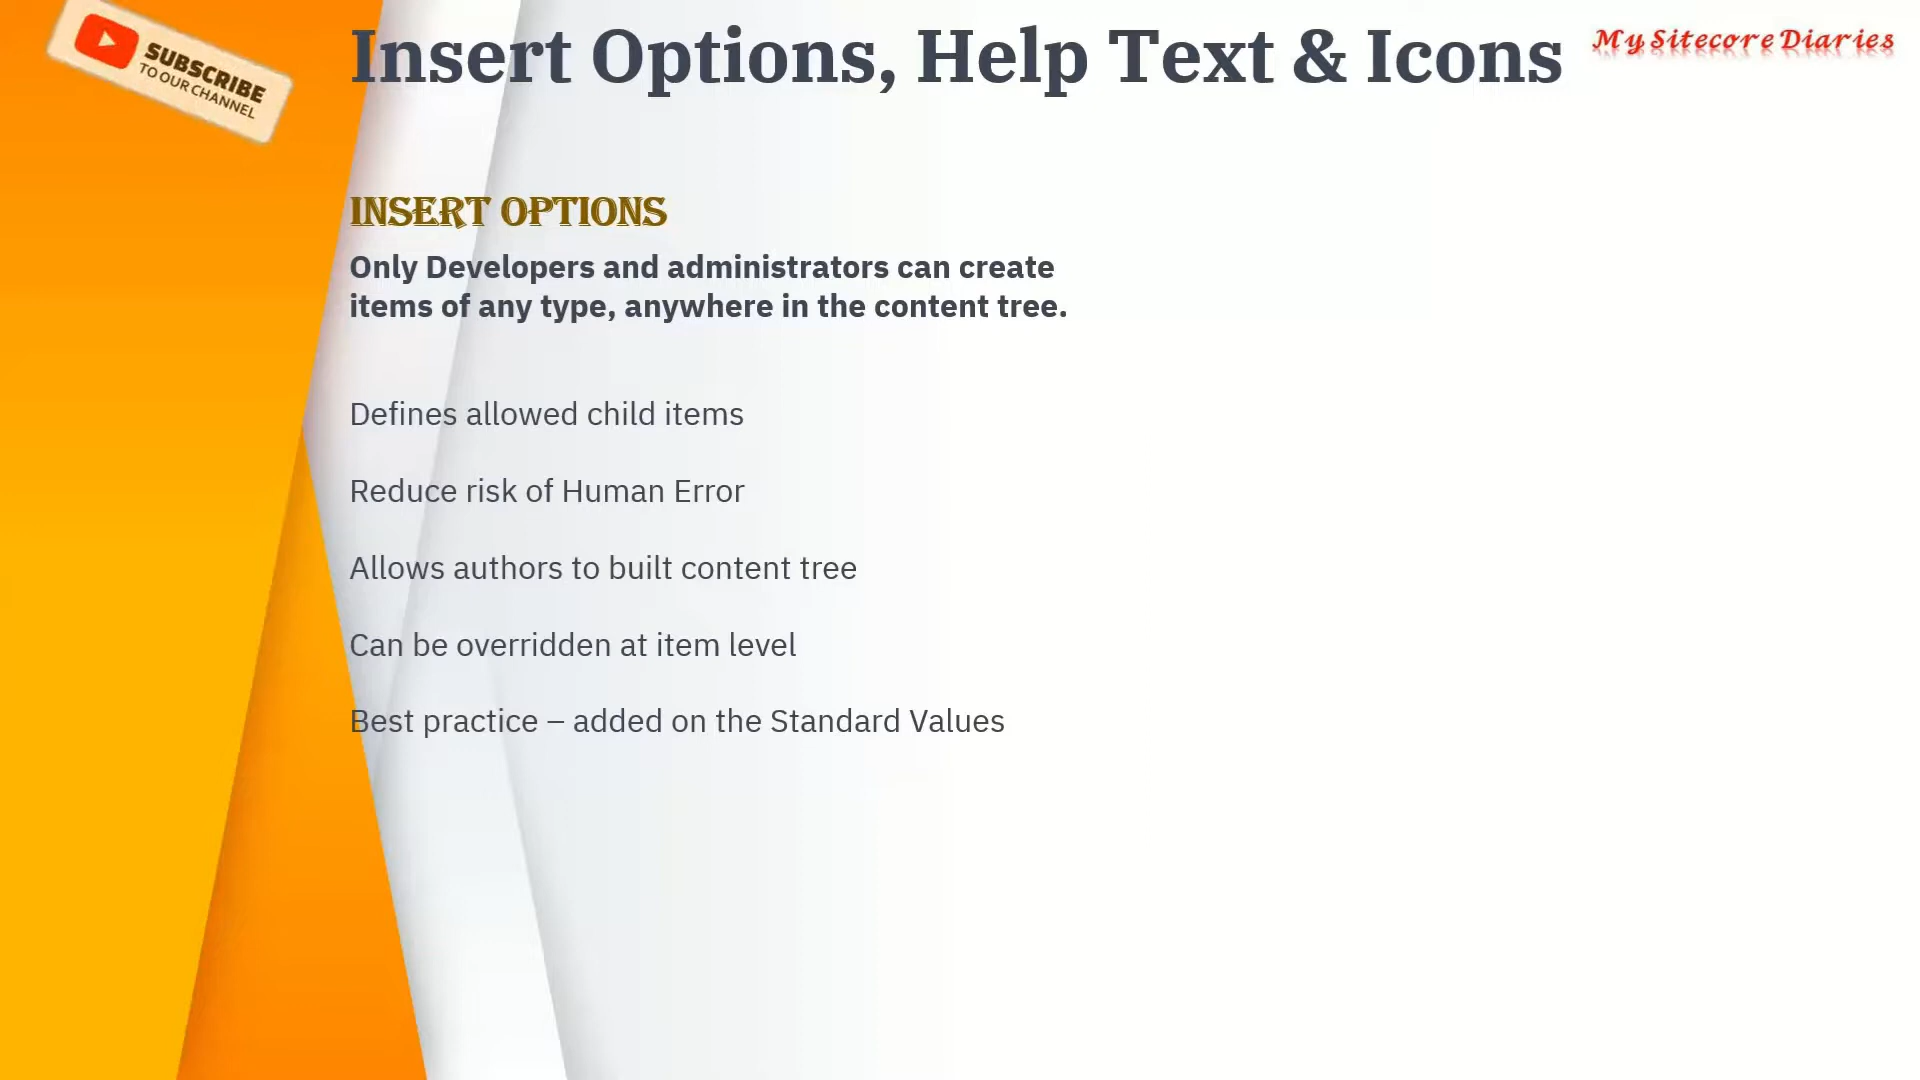 SUBSCRIBE
TO OUR CHANNEL
Insert Options, Help Text & Icons
My Sitecore Diaries
INSERT OPTIONS
Only Developers and administrators can create
items of any type, anywhere in the content tree.
Defines allowed child items
Reduce risk of Human Error
Allows authors to built content tree
Can be overridden at item level
Best practice – added on the Standard Values